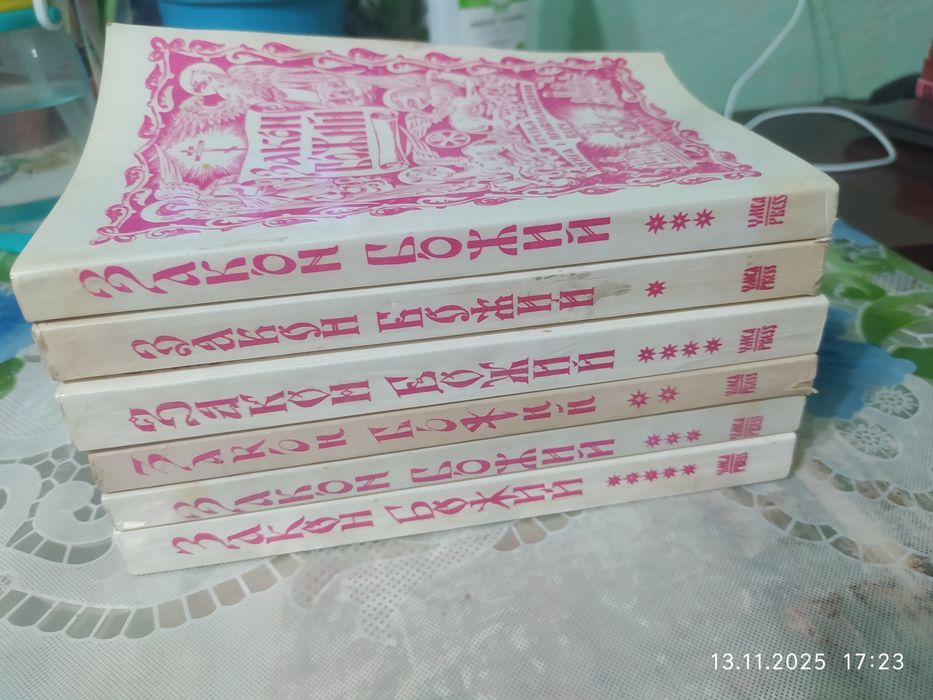 Закон
Божий
Закон Божий *** YMCA PRESS
Закон Божий * YMCA PRESS
Закон Божий **** YMCA PRESS
Закон Божий ** YMCA PRESS
Закон Божий *** YMCA PRESS
Закон Божий ***** YMCA PRESS
13.11.2025 17:23